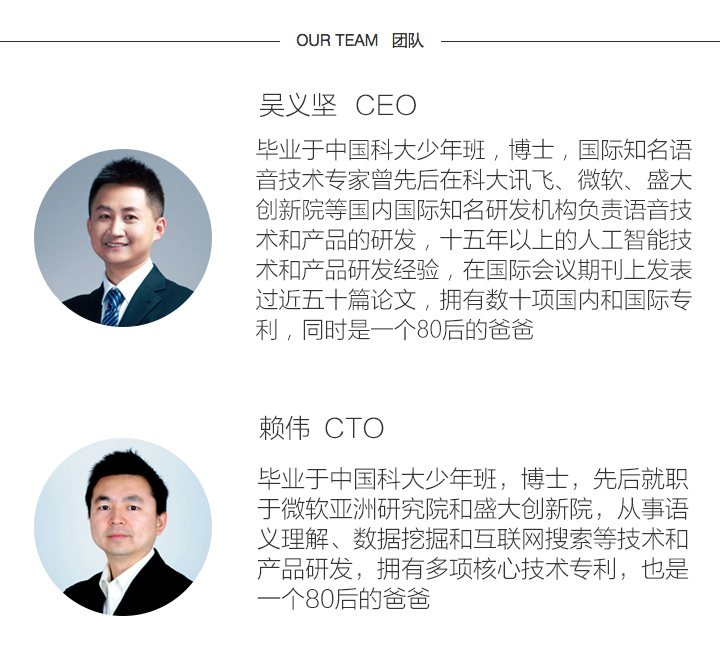 OUR TEAM 团队
吴义坚 CEO
毕业于中国科大少年班，博士，国际知名语
音技术专家曾先后在科大讯飞、微软、盛大
创新院等国内国际知名研发机构负责语音技
术和产品的研发，十五年以上的人工智能技
术和产品研发经验，在国际会议期刊上发表
过近五十篇论文，拥有数十项国内和国际专
利，同时是一个80后的爸爸
赖伟 CTO
毕业于中国科大少年班，博士，先后就职
于微软亚洲研究院和盛大创新院，从事语
义理解、数据挖掘和互联网搜索等技术和
产品研发，拥有多项核心技术专利，也是
一个80后的爸爸